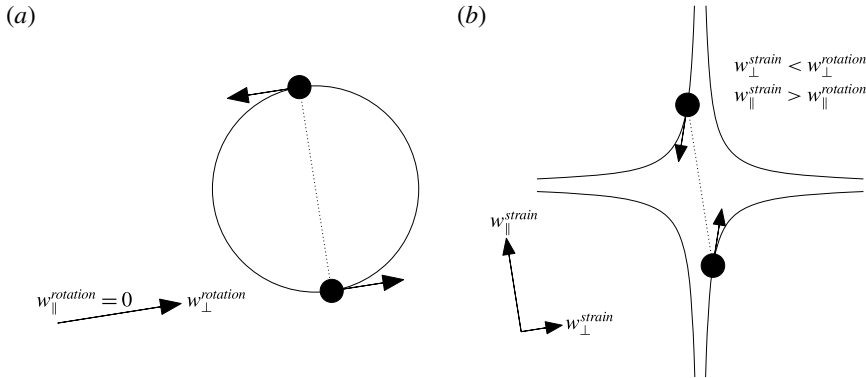 (a)
w_∥^rotation = 0
w_⊥^rotation
(b)
w_⊥^strain < w_⊥^rotation
w_∥^strain > w_∥^rotation
w_∥^strain
w_⊥^strain